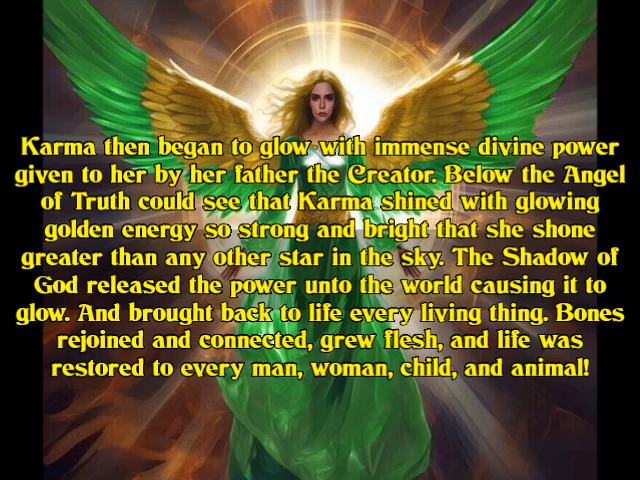 Karma then began to glow with immense divine power
given to her by her father the Creator. Below the Angel
of Truth could see that Karma shined with glowing
golden energy so strong and bright that she shone
greater than any other star in the sky. The Shadow of
God released the power unto the world causing it to
glow. And brought back to life every living thing. Bones
rejoined and connected, grew flesh, and life was
restored to every man, woman, child, and animal!